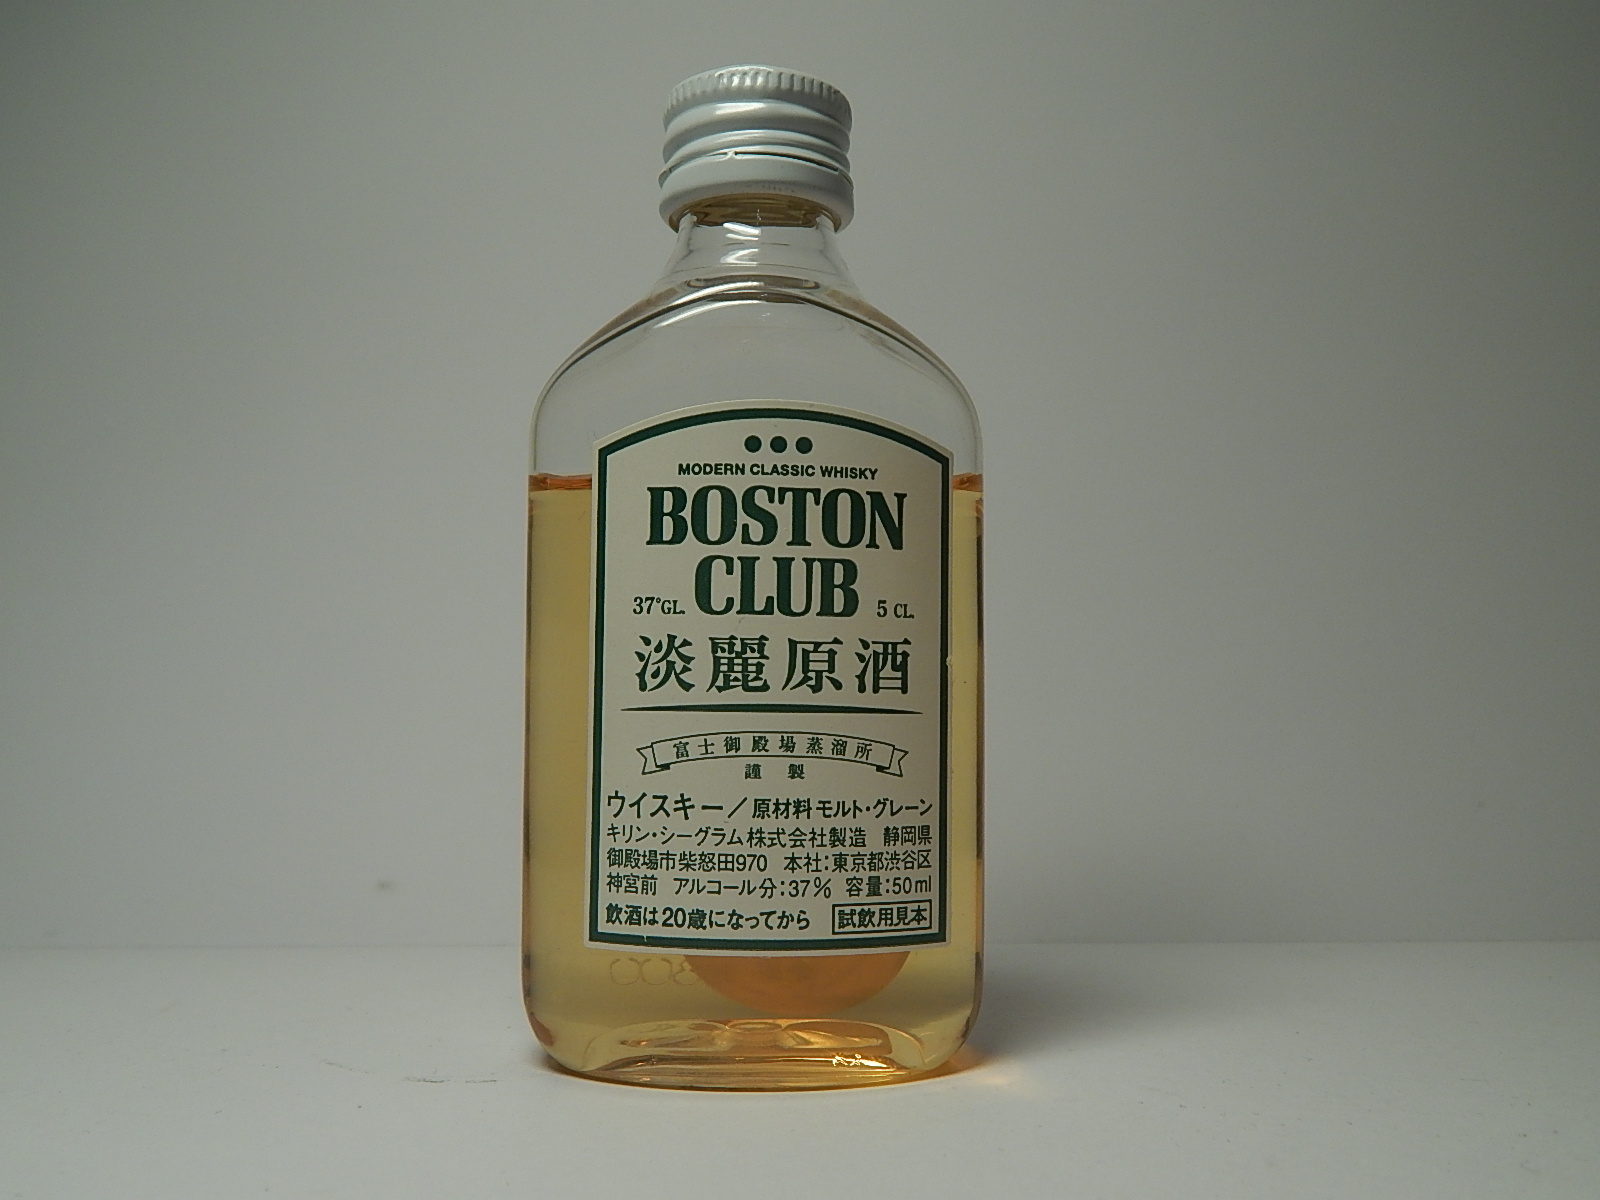 MODERN CLASSIC WHISKY
BOSTON
CLUB
37°GL. 5 CL.
淡麗原酒
富士御殿場蒸溜所
謹製
ウイスキー/原材料モルト・グレーン
キリン・シーグラム株式会社製造 静岡県
御殿場市柴怒田970 本社:東京都渋谷区
神宮前 アルコール分:37% 容量:50ml
飲酒は20歳になってから 試飲用見本